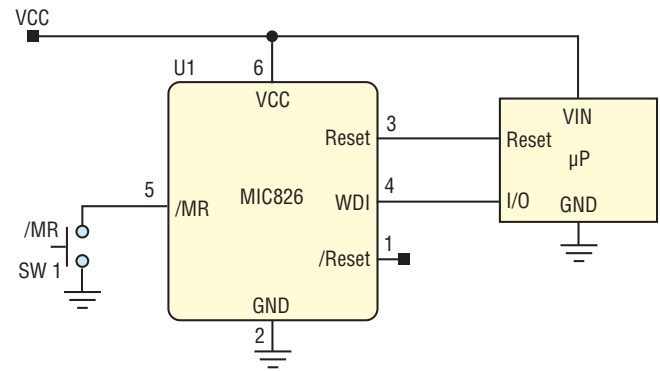 VCC
U1
6
VCC
VIN
Reset
3
Reset
µP
5
/MR
MIC826
WDI
4
I/O
GND
/MR
SW 1
/Reset
1
GND
2